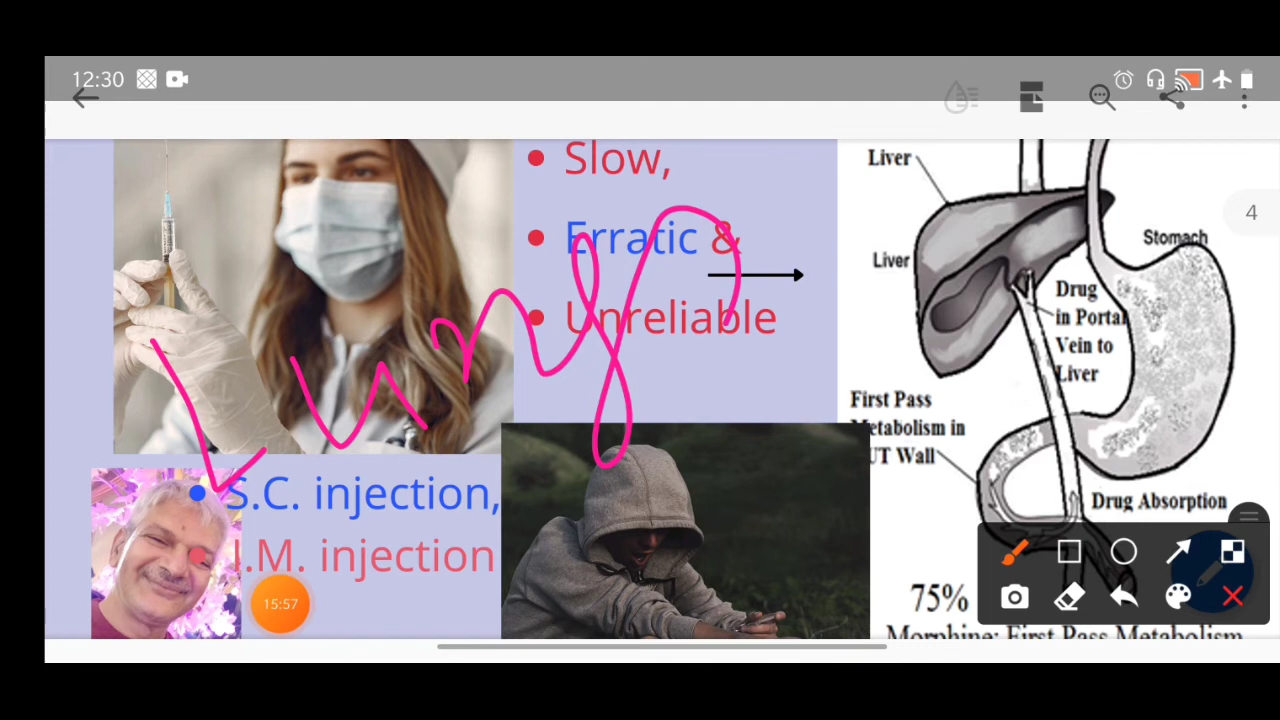 12:30
4
Slow,
Erratic &
Unreliable
S.C. injection,
I.M. injection
15:57
Liver
Liver
Stomach
Drug
in Portal
Vein to
Liver
First Pass
Metabolism in
UT Wall
Drug Absorption
75%
Morphine: First Pass Metabolism